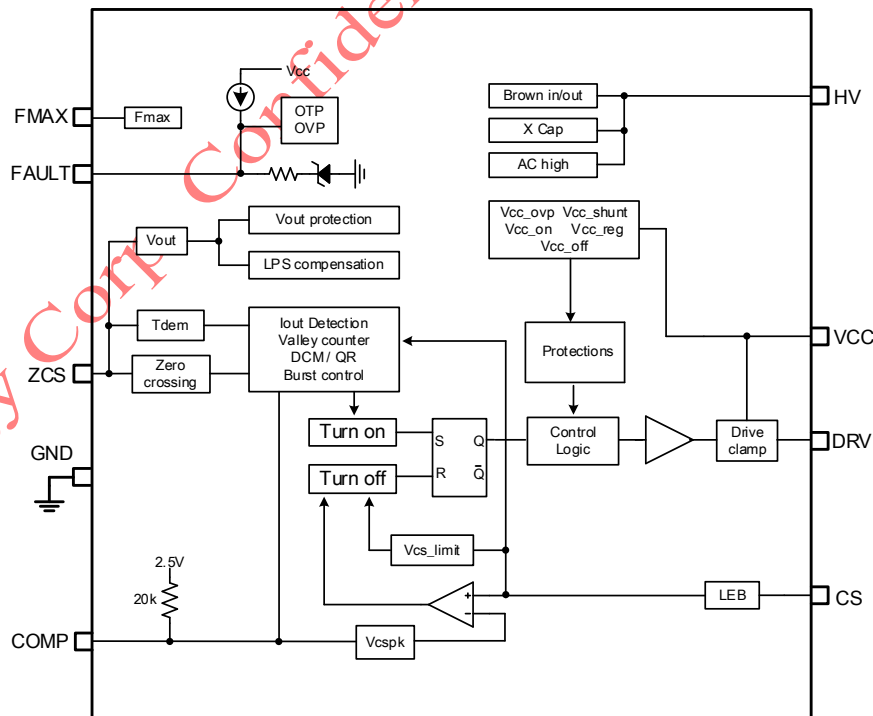 Vcc
FMAX
Fmax
OTP
OVP
FAULT
Brown in/out
X Cap
AC high
HV
Vout
Vout protection
LPS compensation
Vcc_ovp Vcc_shunt
Vcc_on Vcc_reg
Vcc_off
Tdem
Iout Detection
Valley counter
DCM / QR
Burst control
Zero
crossing
ZCS
Protections
VCC
GND
Turn on
Turn off
S Q
R Q̄
Control
Logic
Drive
clamp
DRV
Vcs_limit
2.5V
20k
+
-
LEB
CS
COMP
Vcspk
y Corp Confide